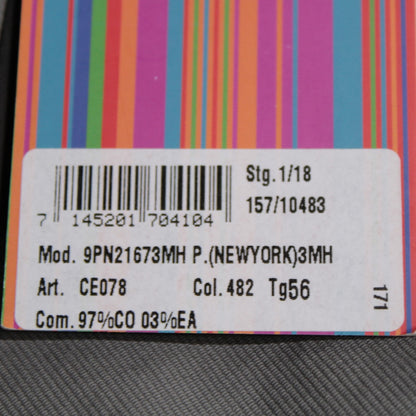 Stg.1/18
157/10483
7 145201 704104
Mod. 9PN21673MH P.(NEWYORK)3MH
Art. CE078 Col.482 Tg56
Com.97%CO 03%EA
171